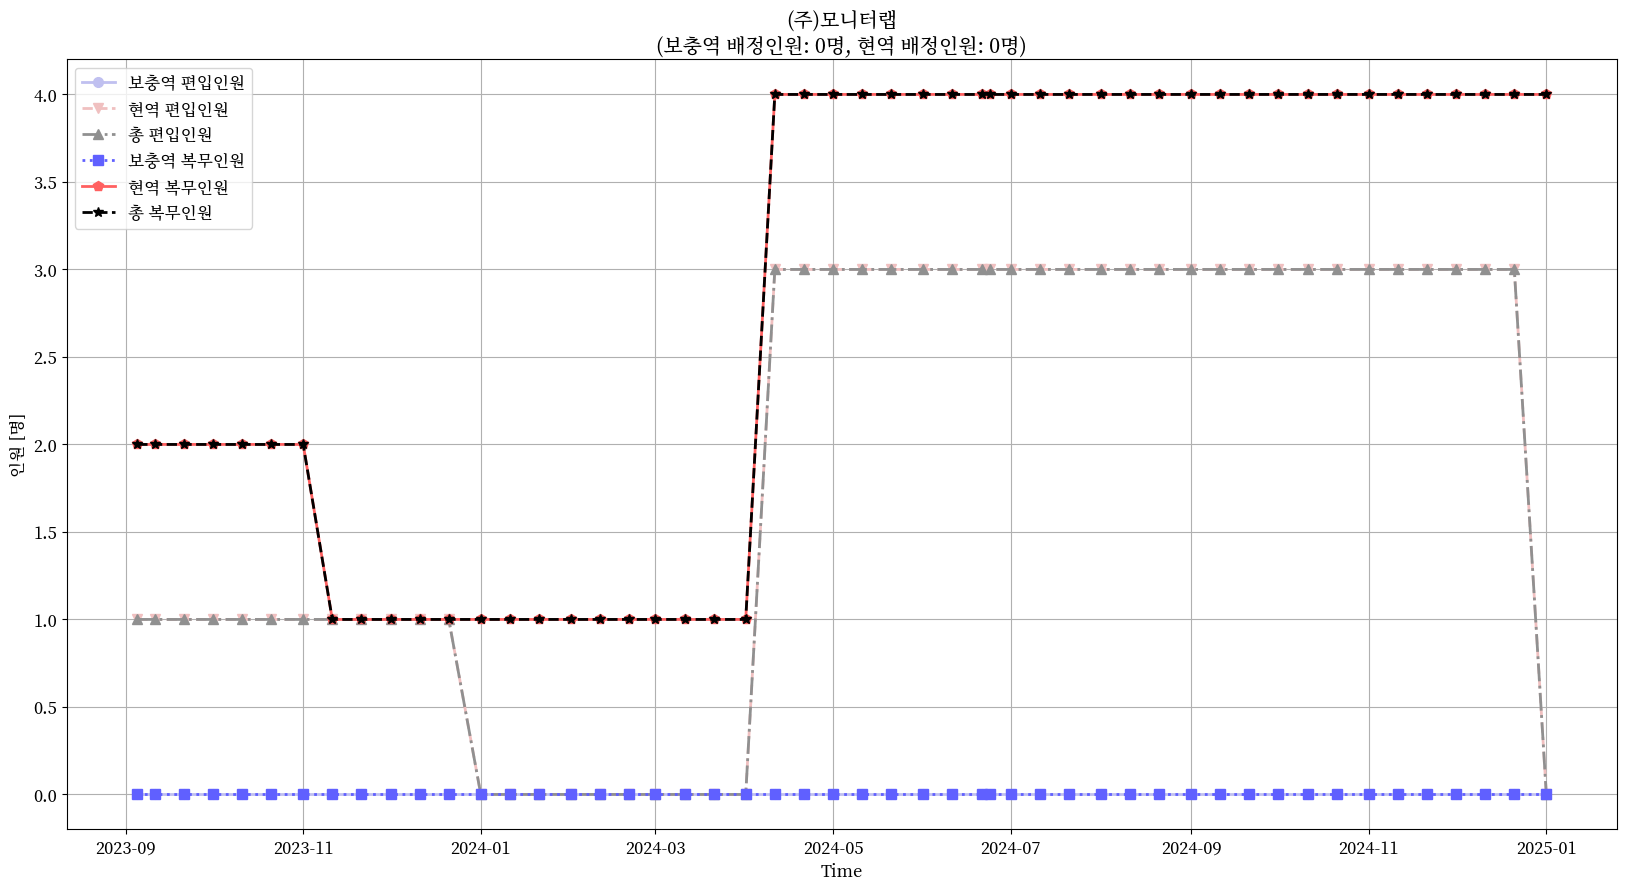 (주)모니터랩
(보충역 배정인원: 0명, 현역 배정인원: 0명)
보충역 편입인원
현역 편입인원
총 편입인원
보충역 복무인원
현역 복무인원
총 복무인원
4.0
3.5
3.0
2.5
2.0
1.5
1.0
0.5
0.0
인원 [명]
2023-09 2023-11 2024-01 2024-03 2024-05 2024-07 2024-09 2024-11 2025-01
Time